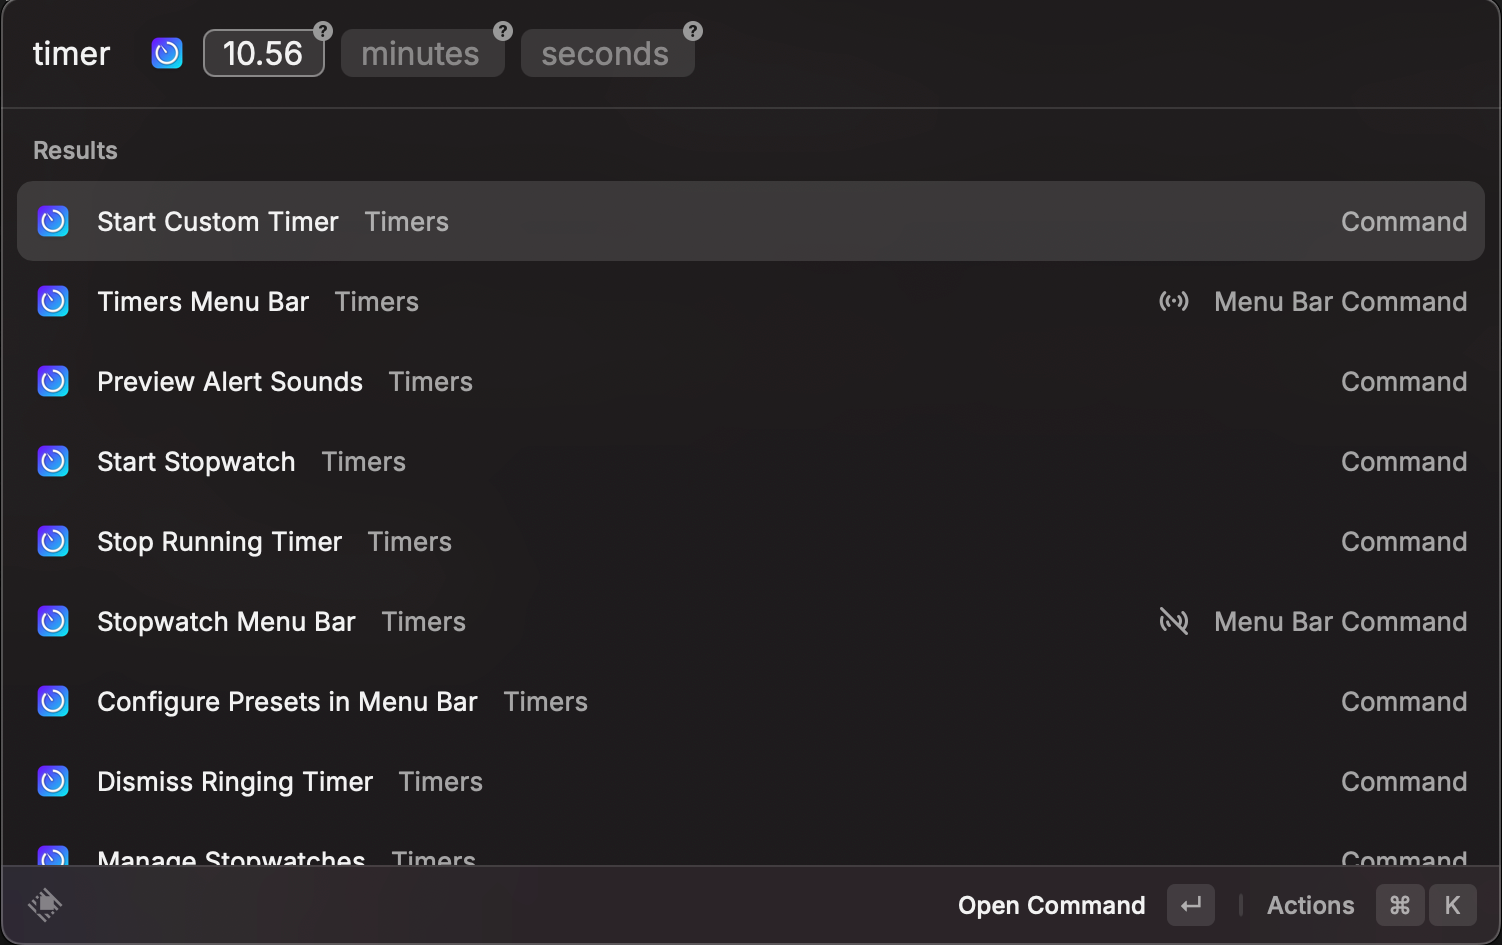 timer 10.56 ? minutes ? seconds ?
Results
Start Custom Timer Timers Command
Timers Menu Bar Timers Menu Bar Command
Preview Alert Sounds Timers Command
Start Stopwatch Timers Command
Stop Running Timer Timers Command
Stopwatch Menu Bar Timers Menu Bar Command
Configure Presets in Menu Bar Timers Command
Dismiss Ringing Timer Timers Command
Manage Stopwatches Timers Command
Open Command ↵ | Actions ⌘ K